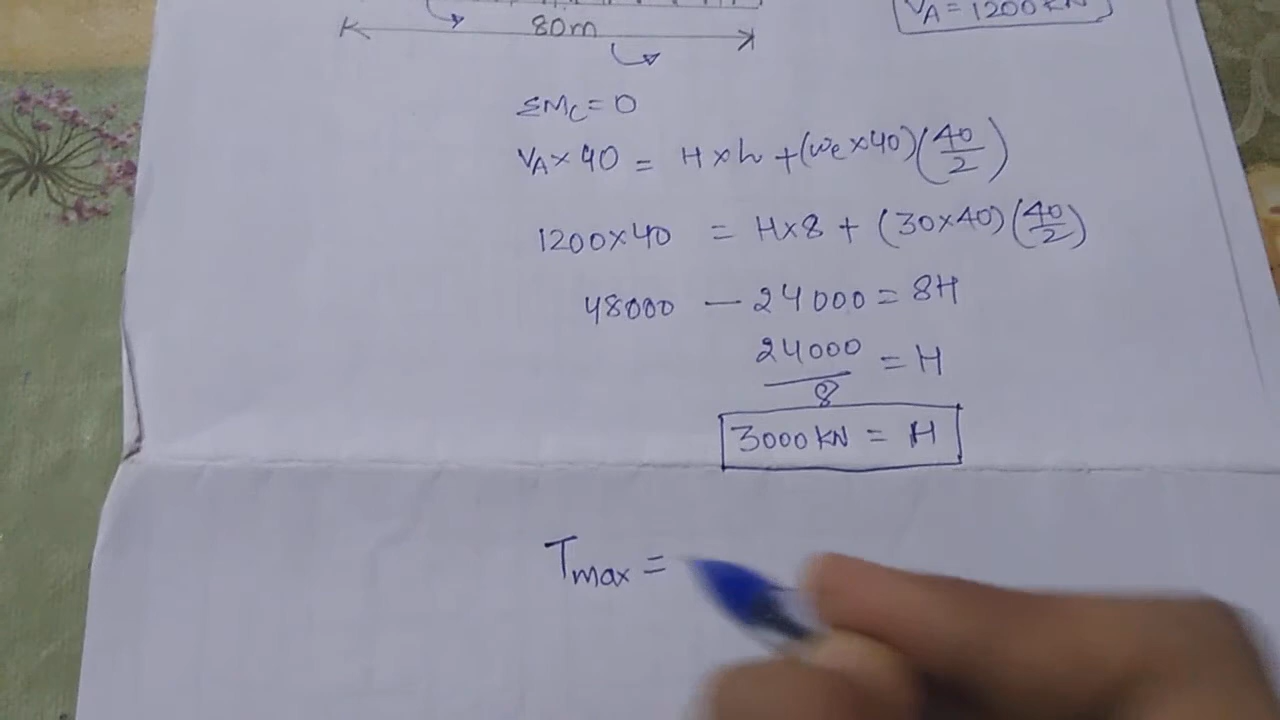 80m
VA = 1200 KN
ΣMc = 0
VA × 40 = H × h + (we × 40) (40/2)
1200 × 40 = H × 8 + (30 × 40) (40/2)
48000 — 24000 = 8H
24000/8 = H
3000 KN = H
Tmax =